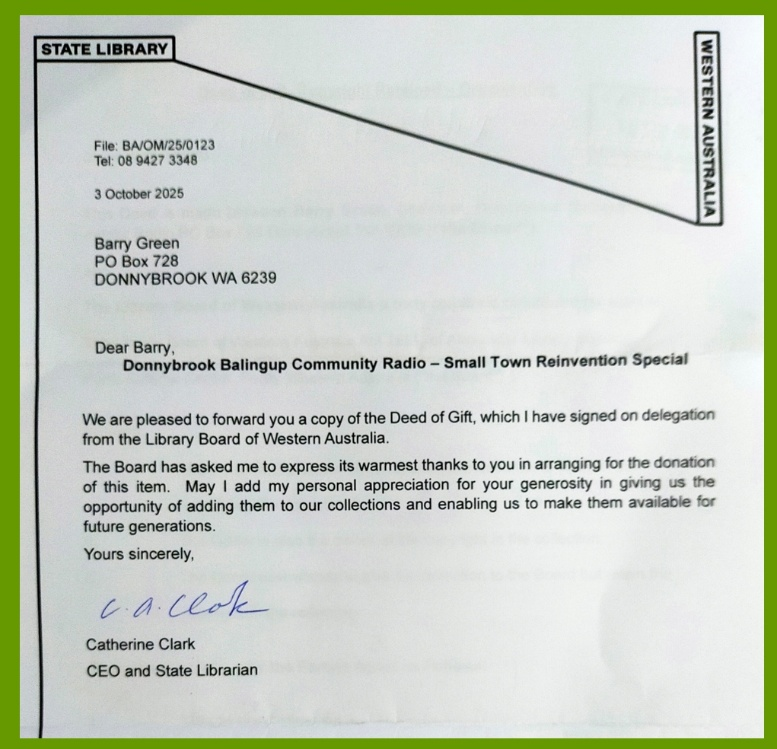 STATE LIBRARY
WESTERN AUSTRALIA
File: BA/OM/25/0123
Tel: 08 9427 3348
3 October 2025
Barry Green
PO Box 728
DONNYBROOK WA 6239
Dear Barry,
Donnybrook Balingup Community Radio – Small Town Reinvention Special
We are pleased to forward you a copy of the Deed of Gift, which I have signed on delegation
from the Library Board of Western Australia.
The Board has asked me to express its warmest thanks to you in arranging for the donation
of this item. May I add my personal appreciation for your generosity in giving us the
opportunity of adding them to our collections and enabling us to make them available for
future generations.
Yours sincerely,
C.A. Clark
Catherine Clark
CEO and State Librarian